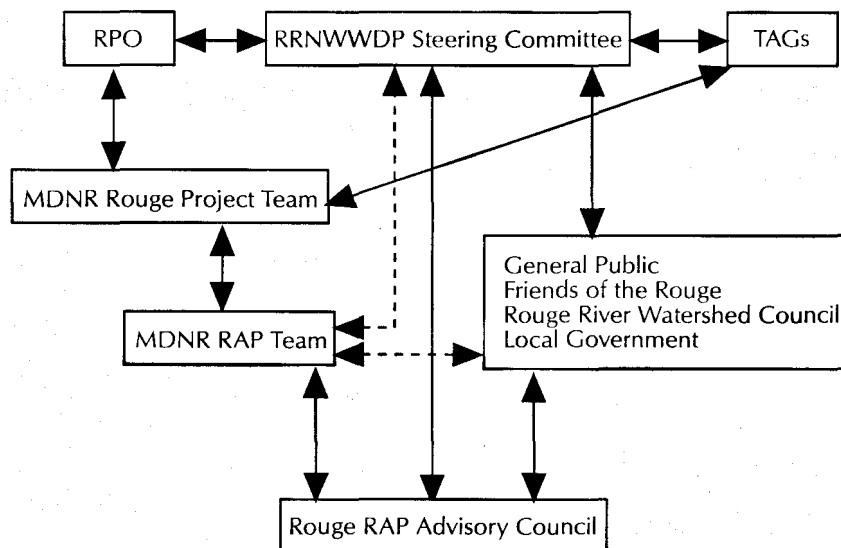 RPO
RRNWWDP Steering Committee
TAGs
MDNR Rouge Project Team
General Public
Friends of the Rouge
Rouge River Watershed Council
Local Government
MDNR RAP Team
Rouge RAP Advisory Council